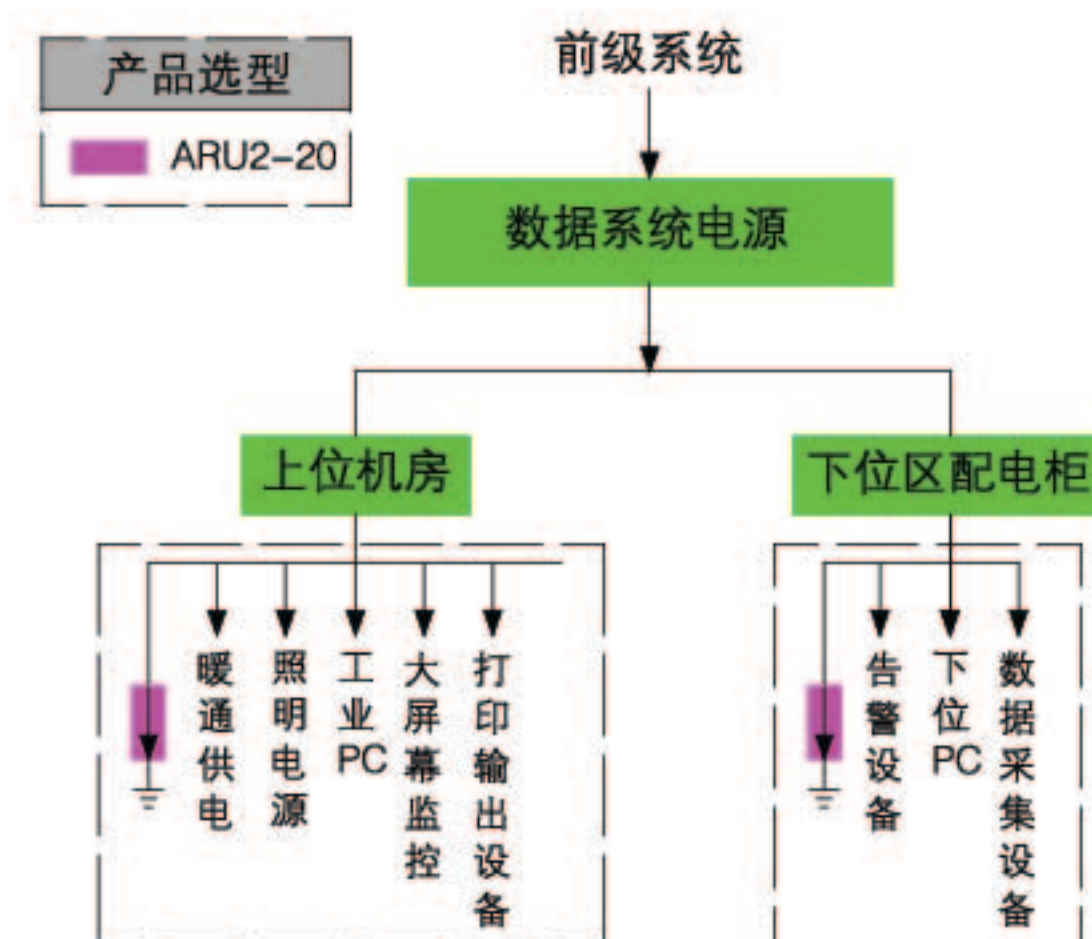 产品选型
ARU2-20
前级系统
数据系统电源
上位机房
下位区配电柜
暖通供电
照明电源
工业PC
大屏幕监控
打印输出设备
告警设备
下位PC
数据采集设备